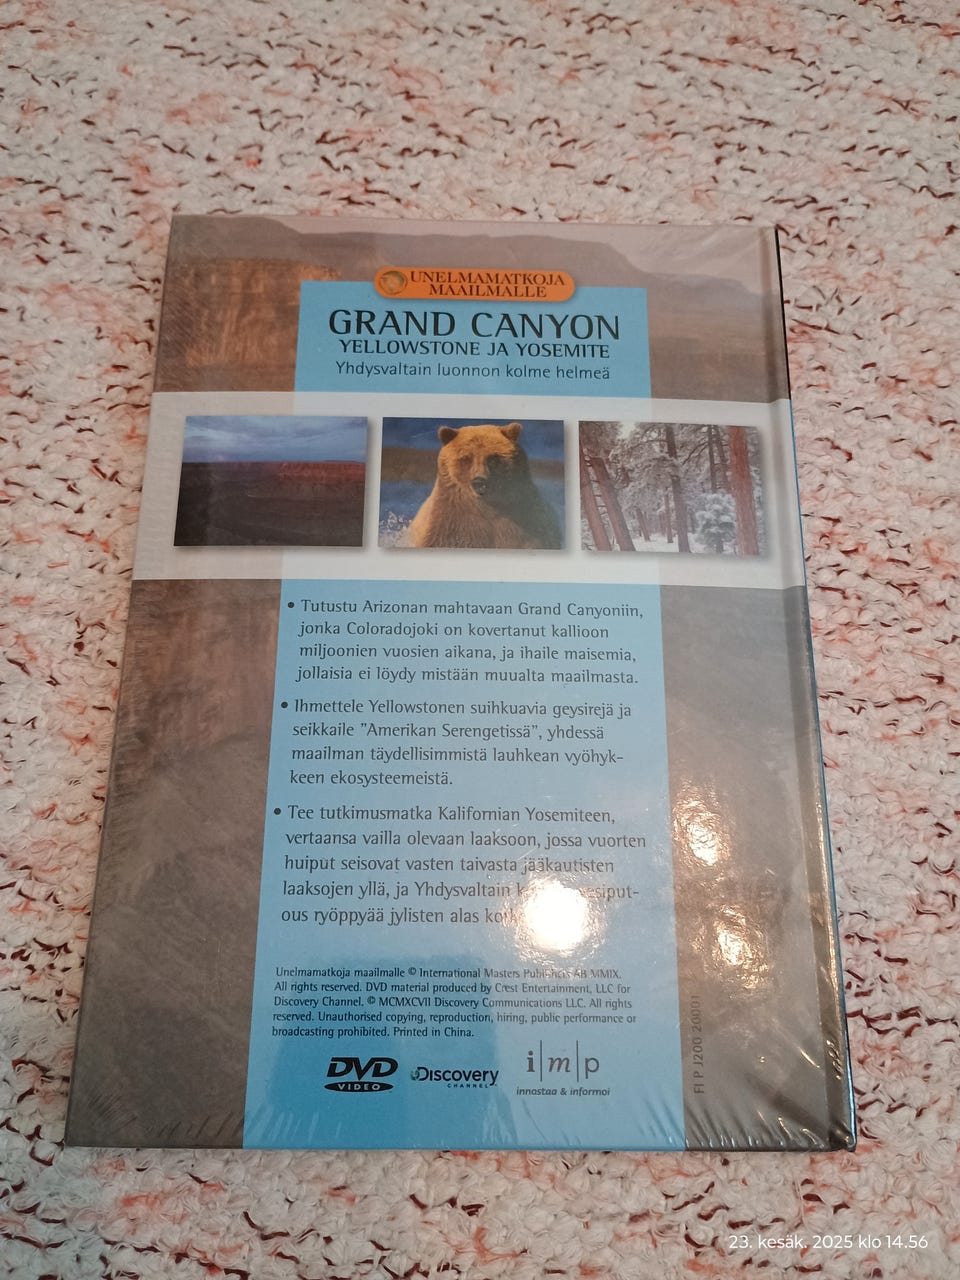 UNELMAMATKOJA
MAAILMALLE
GRAND CANYON
YELLOWSTONE JA YOSEMITE
Yhdysvaltain luonnon kolme helmeä
• Tutustu Arizonan mahtavaan Grand Canyoniin,
jonka Coloradojoki on kovertanut kallioon
miljoonien vuosien aikana, ja ihaile maisemia,
jollaisia ei löydy mistään muualta maailmasta.
• Ihmettele Yellowstonen suihkuavia geysirejä ja
seikkaile ”Amerikan Serengetissä”, yhdessä
maailman täydellisimmistä lauhkean vyöhyk-
keen ekosysteemeistä.
• Tee tutkimusmatka Kalifornian Yosemiteen,
vertaansa vailla olevaan laaksoon, jossa vuorten
huiput seisovat vasten taivasta jääkautisten
laaksojen yllä, ja Yhdysvaltain
ous ryöppyää jylisten alas
Unelmamatkoja maailmalle © International Masters Publishers AB MMIX.
All rights reserved. DVD material produced by Crest Entertainment, LLC for
Discovery Channel. © MCMXCVII Discovery Communications LLC. All rights
reserved. Unauthorised copying, reproduction, hiring, public performance or
broadcasting prohibited. Printed in China.
DVD
VIDEO
Discovery
CHANNEL
i|m|p
innostaa & informoi
FI P J200 20001
23. kesäk. 2025 klo 14.56